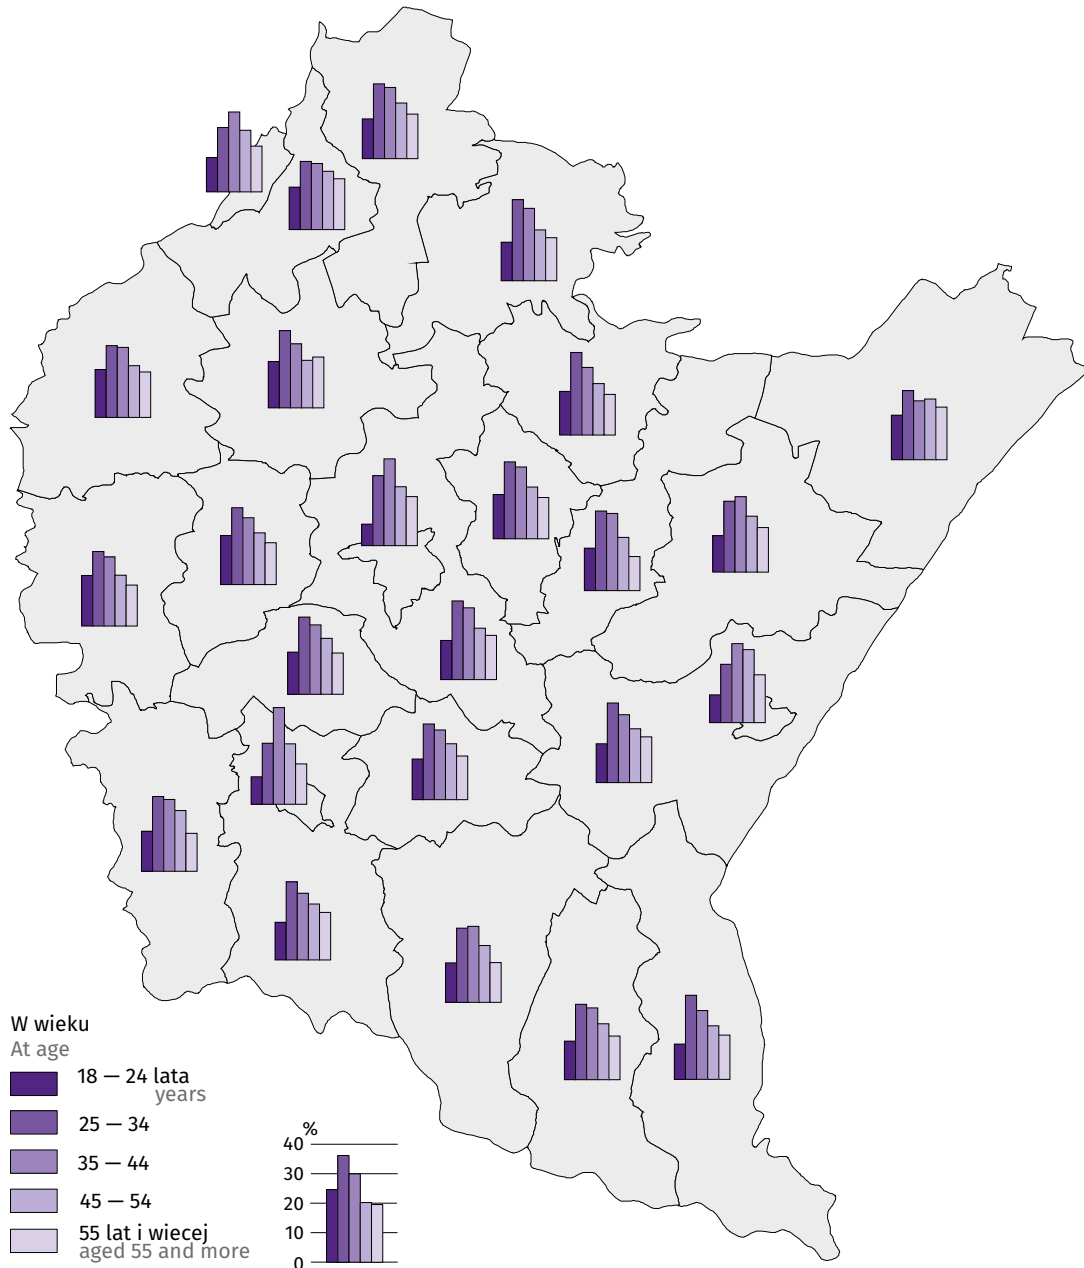 W wieku
At age
18 — 24 lata
years
25 — 34
35 — 44
45 — 54
55 lat i wiecej
aged 55 and more
%
40
30
20
10
0